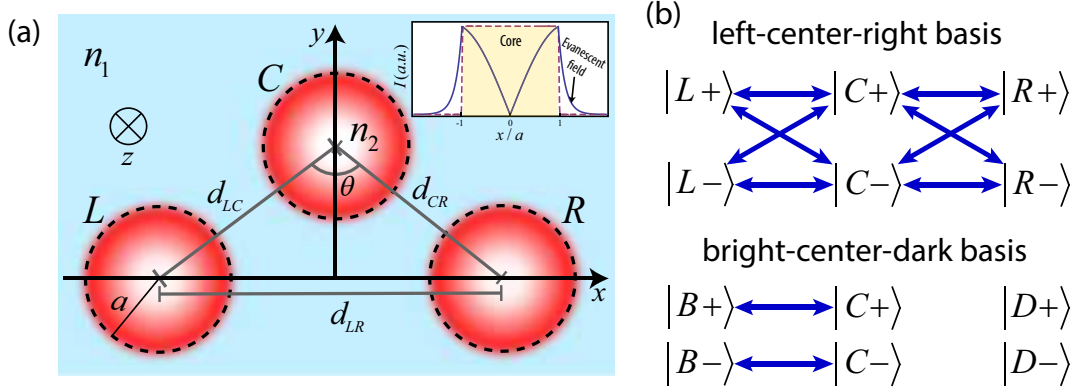 (a)
n₁
z
y
C
n₂
θ
d_LC
d_CR
L
R
a
x
d_LR
I (a.u.)
Core
Evanescent
field
-1 0 1
x / a
(b)
left-center-right basis
|L+⟩ |C+⟩ |R+⟩
|L−⟩ |C−⟩ |R−⟩
bright-center-dark basis
|B+⟩ |C+⟩ |D+⟩
|B−⟩ |C−⟩ |D−⟩